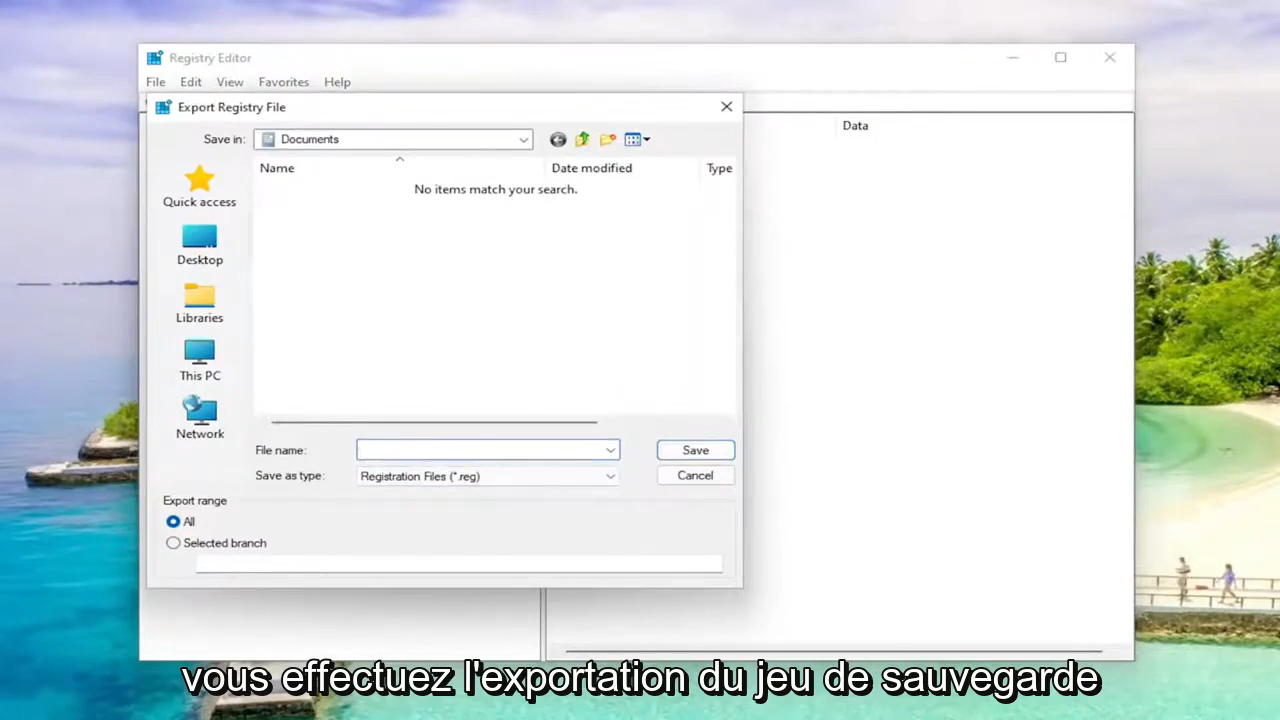 Registry Editor
File Edit View Favorites Help
Export Registry File
Save in: Documents
Data
Name Date modified Type
No items match your search.
Quick access
Desktop
Libraries
This PC
Network
File name: Save
Save as type: Registration Files (*.reg) Cancel
Export range
All
Selected branch
vous effectuez l'exportation du jeu de sauvegarde